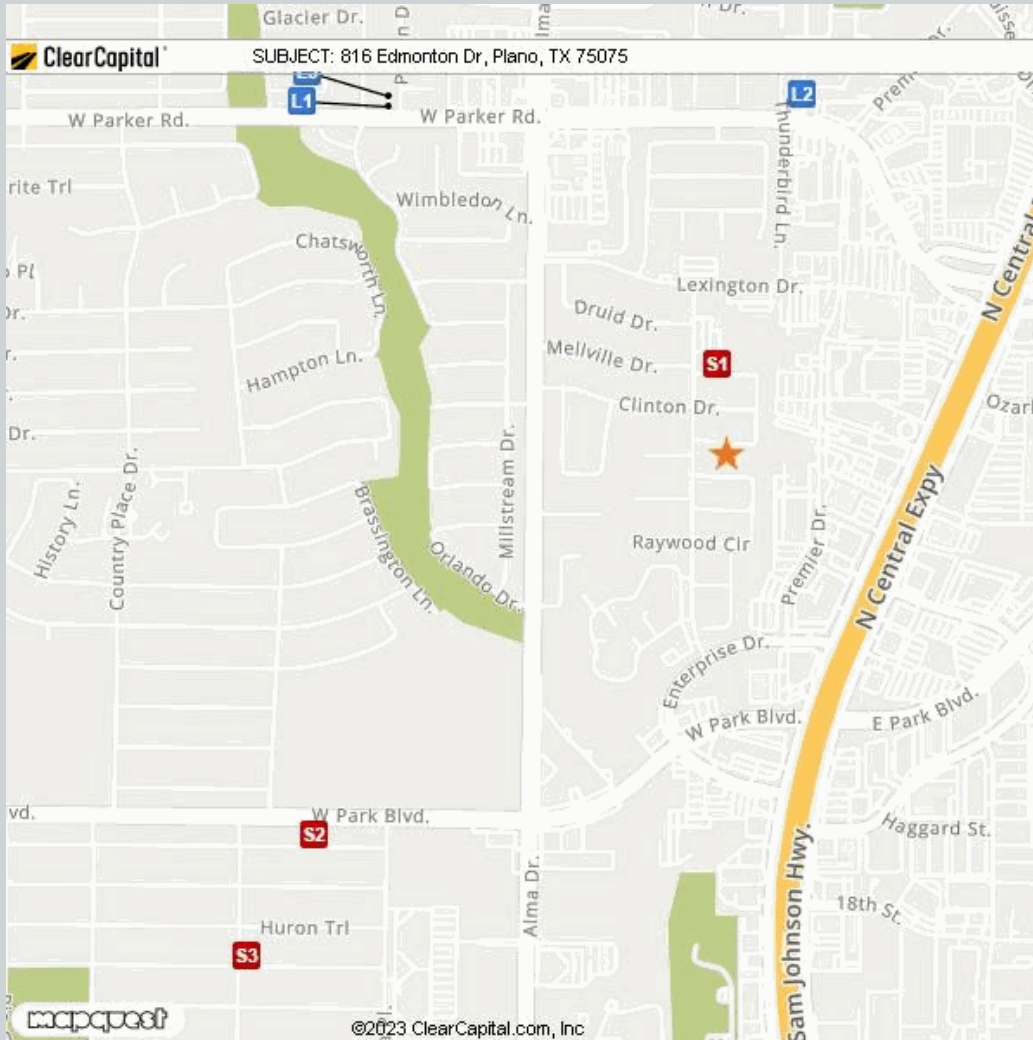 Glacier Dr.
ClearCapital
SUBJECT: 816 Edmonton Dr, Plano, TX 75075
L1
L2
W Parker Rd.
W Parker Rd.
Thunderbird Ln.
rite Trl
Wimbledon Ln.
Chatsworth Ln.
N Central
Lexington Dr.
Druid Dr.
Mellville Dr.
S1
Hampton Ln.
Clinton Dr.
Dr.
Millstream Dr.
Country Place Dr.
History Ln.
Brassington Ln.
Orlando Dr.
Raywood Cir
Premier Dr.
N Central Expy
Enterprise Dr.
W Park Blvd.
E Park Blvd.
vd.
W Park Blvd.
S2
Haggard St.
Alma Dr.
Sam Johnson Hwy.
18th St.
Huron Trl
S3
mapquest
©2023 ClearCapital.com, Inc